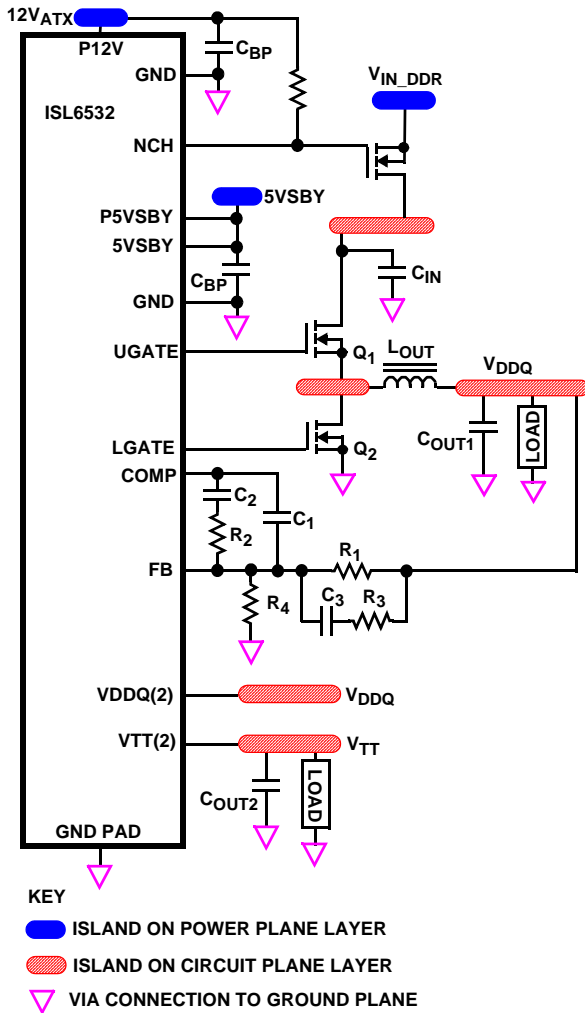 12VATX
P12V
CBP
GND
VIN_DDR
ISL6532
NCH
5VSBY
P5VSBY
5VSBY
CBP
CIN
GND
Q1
LOUT
UGATE
VDDQ
LGATE
Q2
COUT1
LOAD
COMP
C2
C1
R2
R1
FB
C3
R3
R4
VDDQ(2)
VDDQ
VTT(2)
VTT
COUT2
LOAD
GND PAD
KEY
ISLAND ON POWER PLANE LAYER
ISLAND ON CIRCUIT PLANE LAYER
VIA CONNECTION TO GROUND PLANE